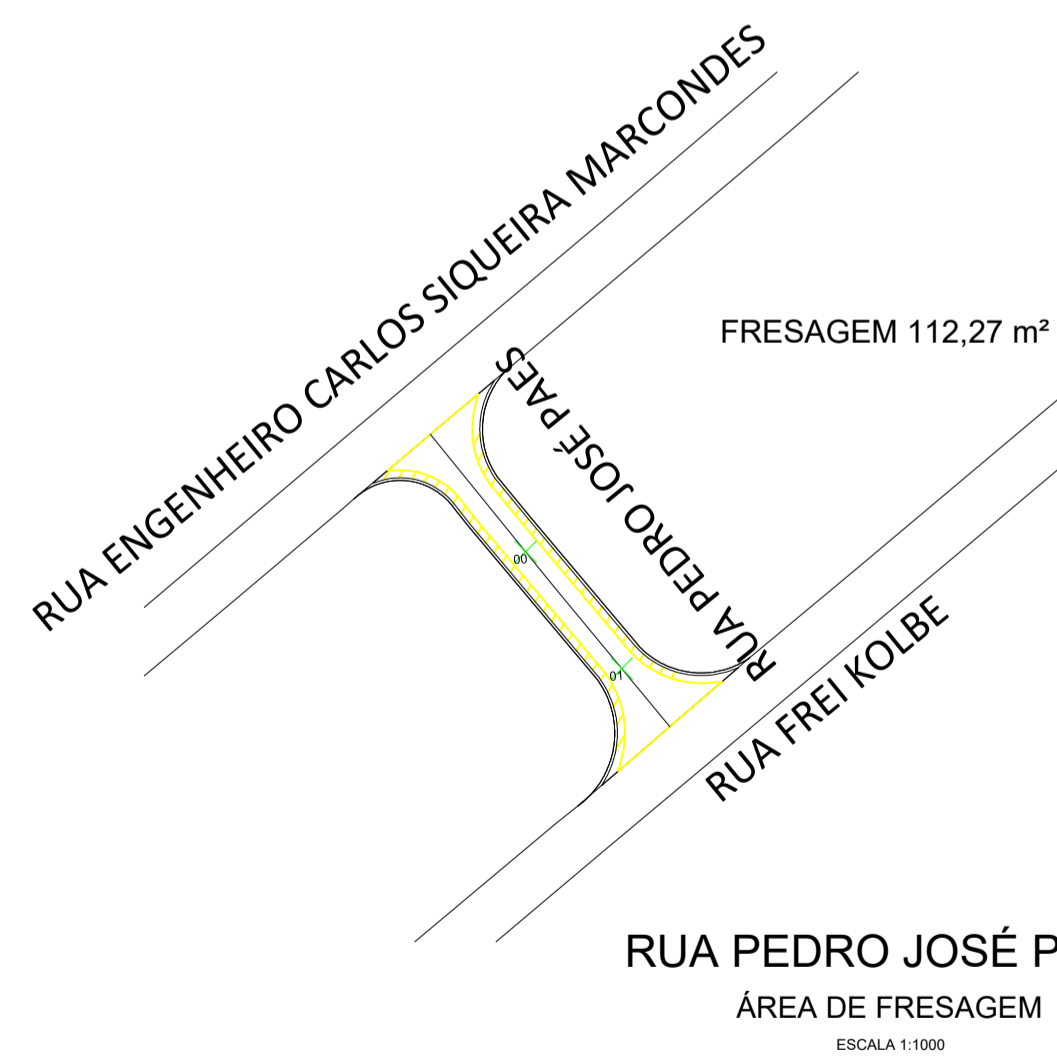 RUA ENGENHEIRO CARLOS SIQUEIRA MARCONDES
FRESAGEM 112,27 m²
RUA PEDRO JOSÉ PAES
00
01
RUA FREI KOLBE
RUA PEDRO JOSÉ P
ÁREA DE FRESAGEM
ESCALA 1:1000